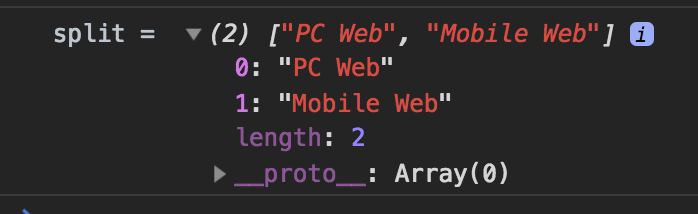 split = ▼(2) ["PC Web", "Mobile Web"] i
0: "PC Web"
1: "Mobile Web"
length: 2
▶__proto__: Array(0)